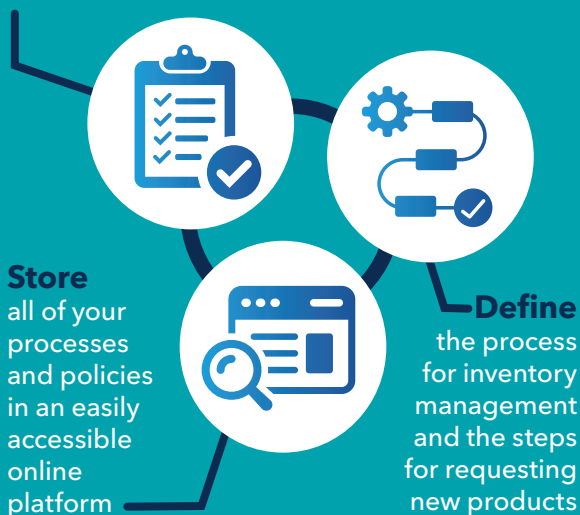 Store
all of your
processes
and policies
in an easily
accessible
online
platform
Define
the process
for inventory
management
and the steps
for requesting
new products